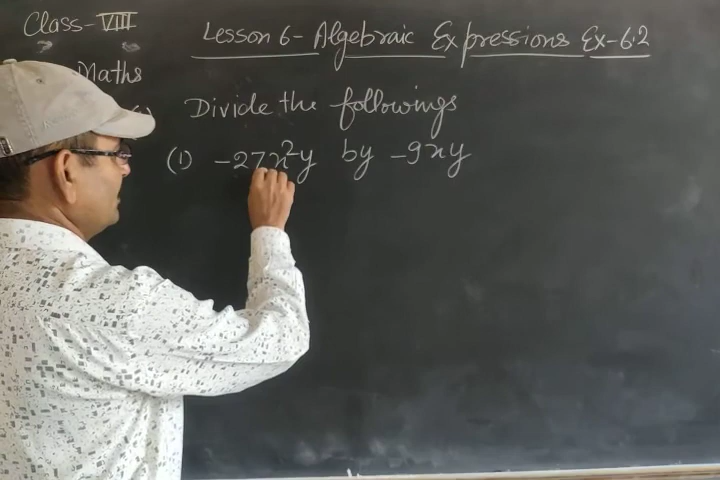 Class-VIII
Lesson 6- Algebraic Expressions Ex-6.2
Maths
Divide the followings
(1) -27x²y by -9xy